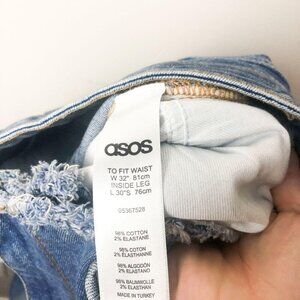 asos
TO FIT WAIST
W 32" 81cm
INSIDE LEG
L 30"S 76cm
05367528
98% COTTON
2% ELASTANE
98% COTON
2% ELASTHANNE
98% ALGODÓN
2% ELASTANO
98% BAUMWOLLE
2% ELASTHAN
MADE IN TURKEY